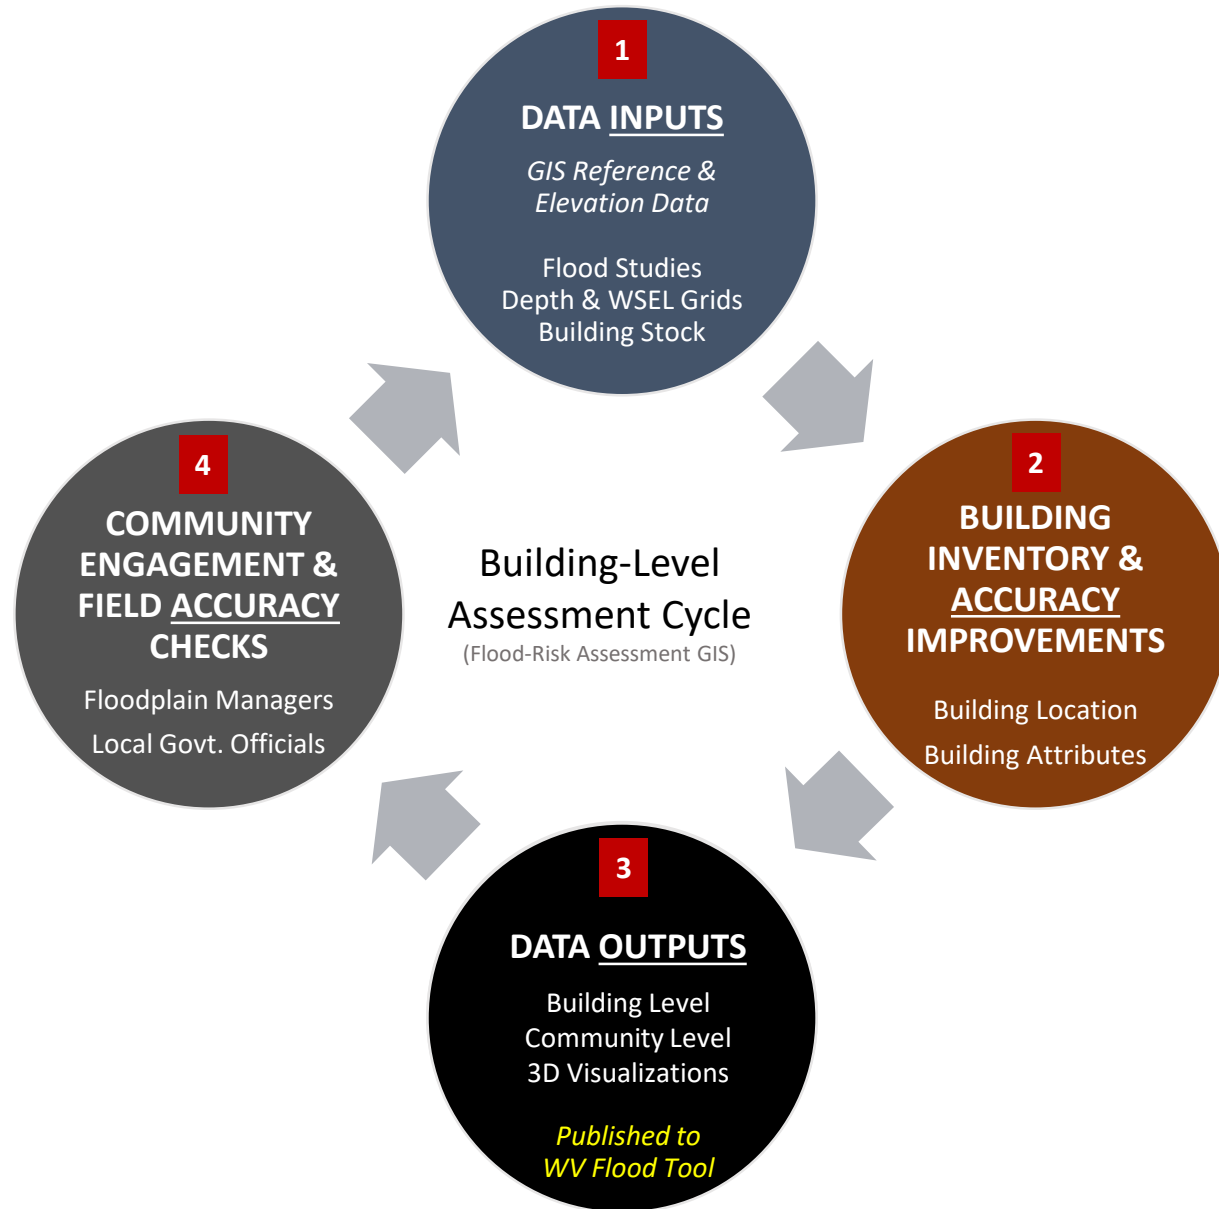 1
DATA INPUTS
GIS Reference &
Elevation Data
Flood Studies
Depth & WSEL Grids
Building Stock
2
BUILDING
INVENTORY &
ACCURACY
IMPROVEMENTS
Building Location
Building Attributes
3
DATA OUTPUTS
Building Level
Community Level
3D Visualizations
Published to
WV Flood Tool
4
COMMUNITY
ENGAGEMENT &
FIELD ACCURACY
CHECKS
Floodplain Managers
Local Govt. Officials
Building-Level
Assessment Cycle
(Flood-Risk Assessment GIS)